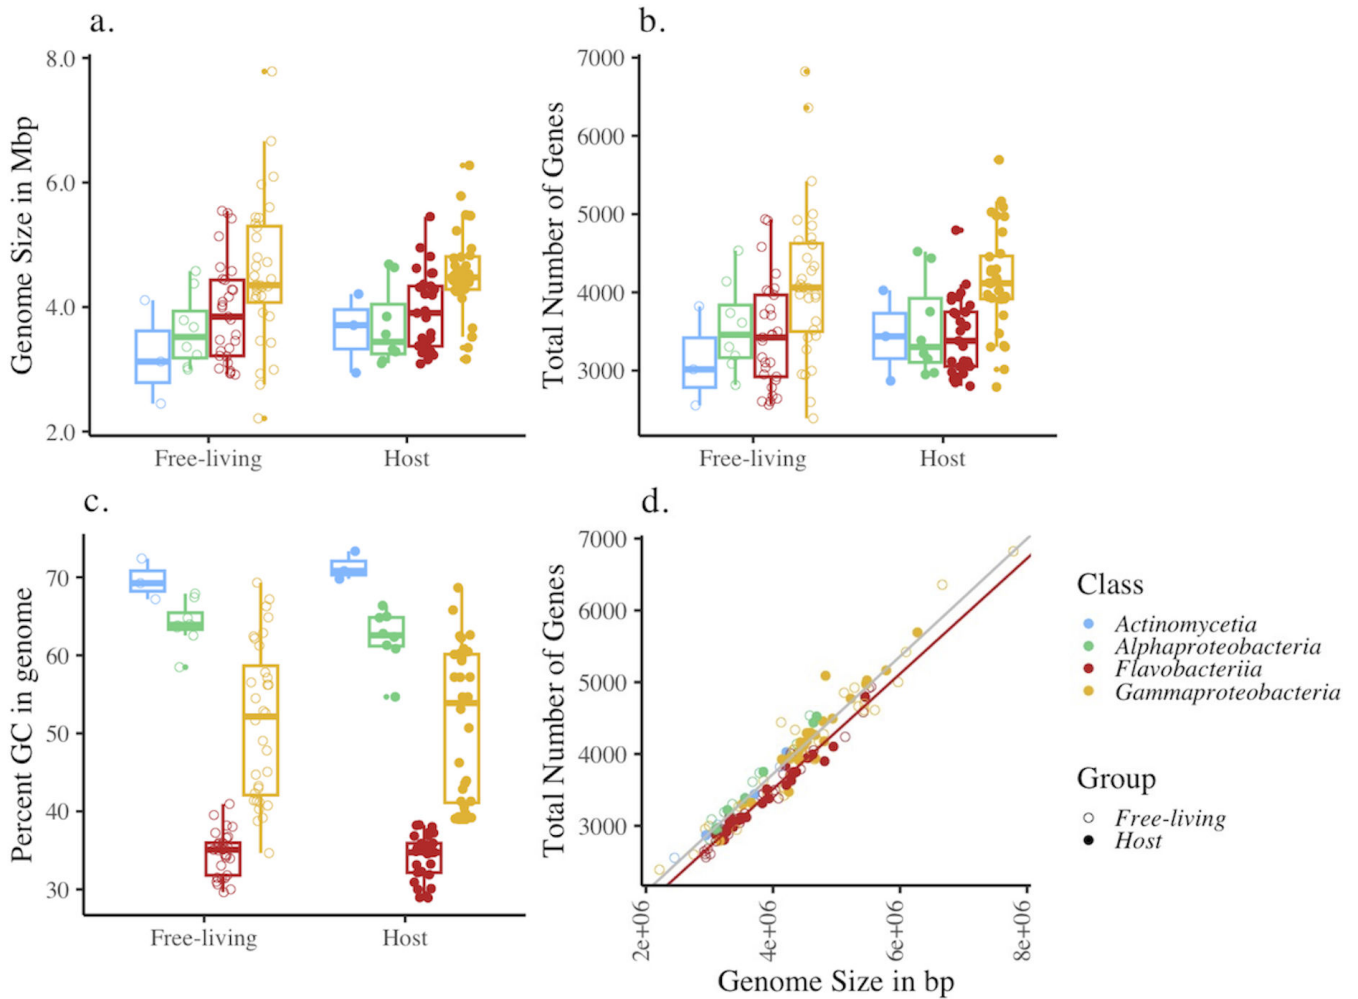 a.
Genome Size in Mbp
8.0
6.0
4.0
2.0
Free-living
Host
b.
Total Number of Genes
7000
6000
5000
4000
3000
Free-living
Host
c.
Percent GC in genome
70
60
50
40
30
Free-living
Host
d.
Total Number of Genes
7000
6000
5000
4000
3000
2e+06
4e+06
6e+06
8e+06
Genome Size in bp
Class
Actinomycetia
Alphaproteobacteria
Flavobacteriia
Gammaproteobacteria
Group
Free-living
Host